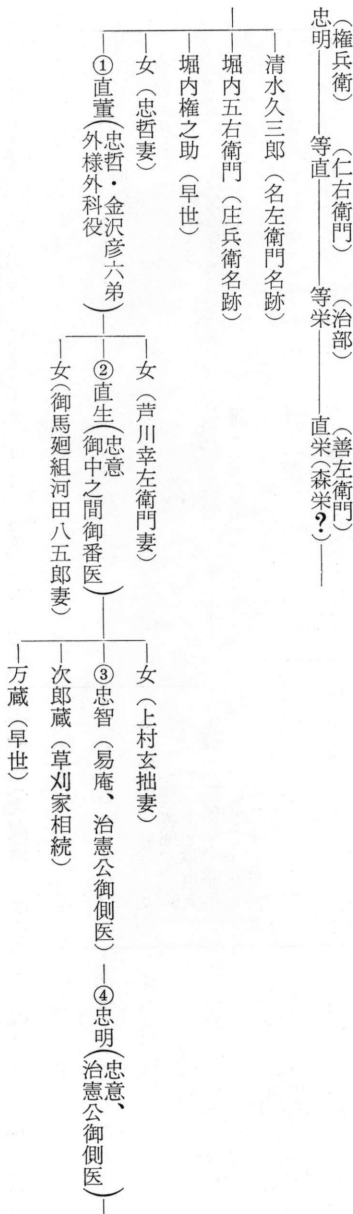 (権兵衛)
忠明
(仁右衛門)
等直
(治部)
等栄
(善左衛門)
直栄(森栄?)
清水久三郎(名左衛門名跡)
堀内五右衛門(庄兵衛名跡)
堀内権之助(早世)
女(忠哲妻)
①直董(忠哲・金沢彦六弟
外様外科役)
女(芦川幸左衛門妻)
②直生(忠意
御中之間御番医)
女(御馬廻組河田八五郎妻)
女(上村玄拙妻)
③忠智(易庵、治憲公御側医)
次郎蔵(草刈家相続)
万蔵(早世)
④忠明(忠意、
治憲公御側医)